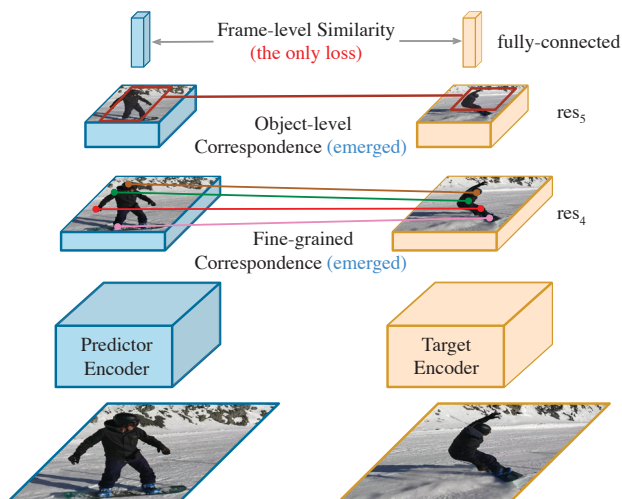 Frame-level Similarity
(the only loss)
fully-connected
res5
Object-level
Correspondence (emerged)
res4
Fine-grained
Correspondence (emerged)
Predictor
Encoder
Target
Encoder